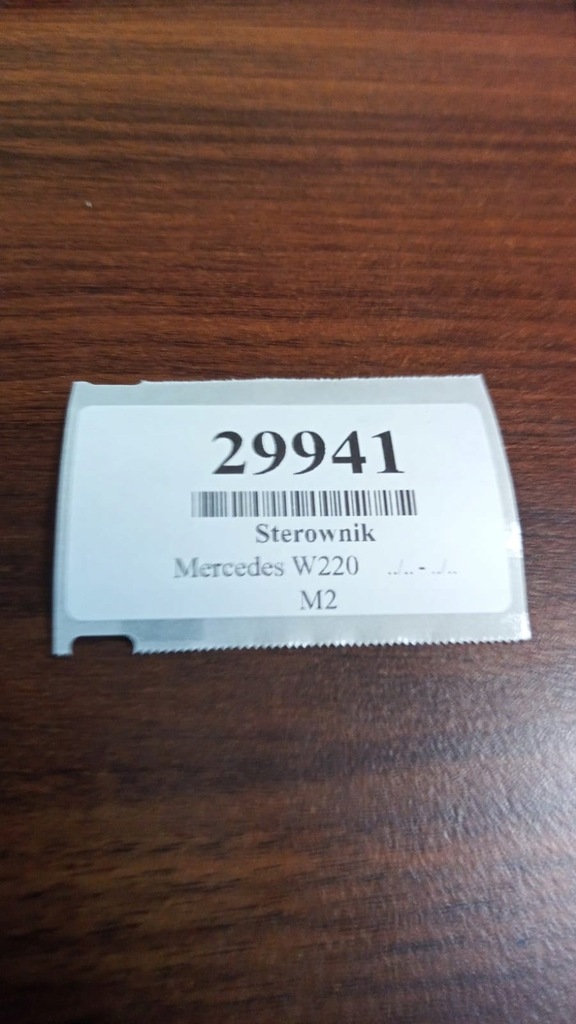 29941
Sterownik
Mercedes W220 ../.. - ../..
M2